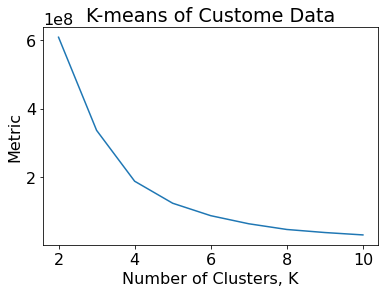 K-means of Custome Data
1e8
6
4
2
Metric
2 4 6 8 10
Number of Clusters, K